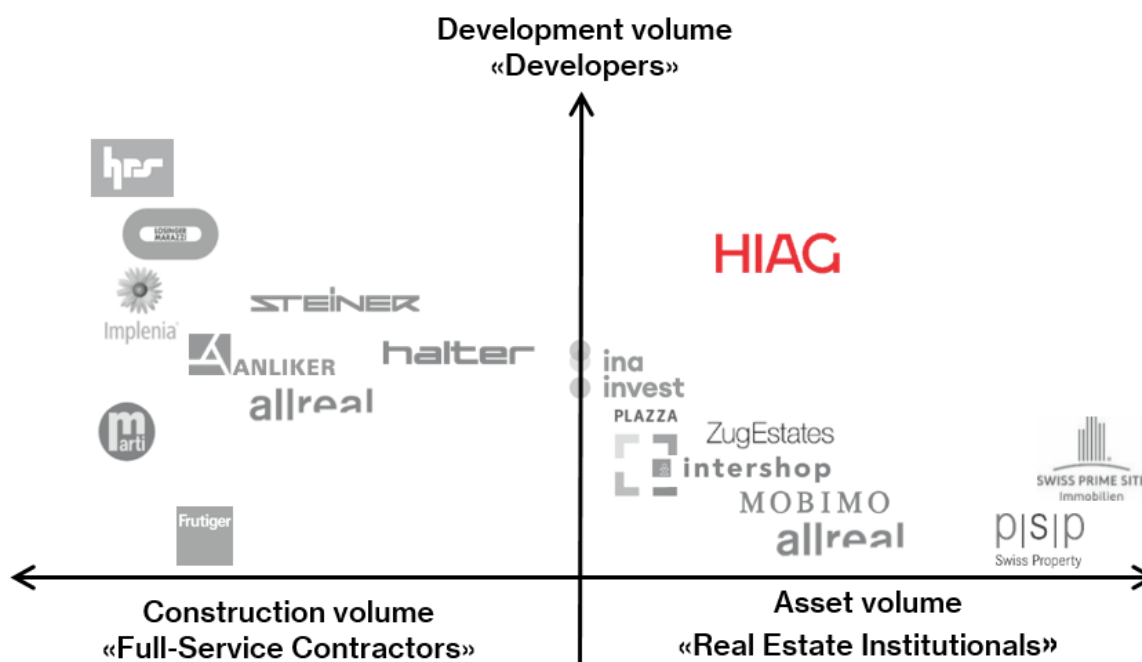 Development volume
«Developers»
hrs
LOSINGER
MARAZZI
HIAG
Implenia
STEINER
ANLIKER
halter
ina
invest
allreal
PLAZZA
marti
ZugEstates
intershop
SWISS PRIME SITE
Immobilien
MOBIMO
Frutiger
allreal
p|s|p
Swiss Property
Construction volume
«Full-Service Contractors»
Asset volume
«Real Estate Institutionals»